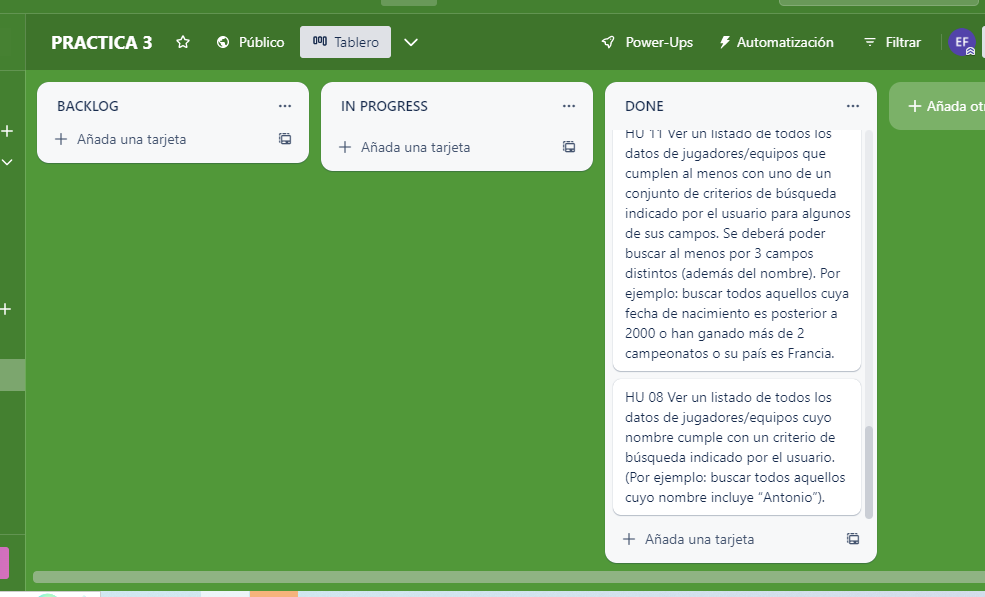 PRACTICA 3
Público
Tablero
Power-Ups
Automatización
Filtrar
EF
BACKLOG
Añada una tarjeta
IN PROGRESS
Añada una tarjeta
DONE
HU 11 Ver un listado de todos los
datos de jugadores/equipos que
cumplen al menos con uno de un
conjunto de criterios de búsqueda
indicado por el usuario para algunos
de sus campos. Se deberá poder
buscar al menos por 3 campos
distintos (además del nombre). Por
ejemplo: buscar todos aquellos cuya
fecha de nacimiento es posterior a
2000 o han ganado más de 2
campeonatos o su país es Francia.
HU 08 Ver un listado de todos los
datos de jugadores/equipos cuyo
nombre cumple con un criterio de
búsqueda indicado por el usuario.
(Por ejemplo: buscar todos aquellos
cuyo nombre incluye “Antonio”).
Añada una tarjeta
Añada ot